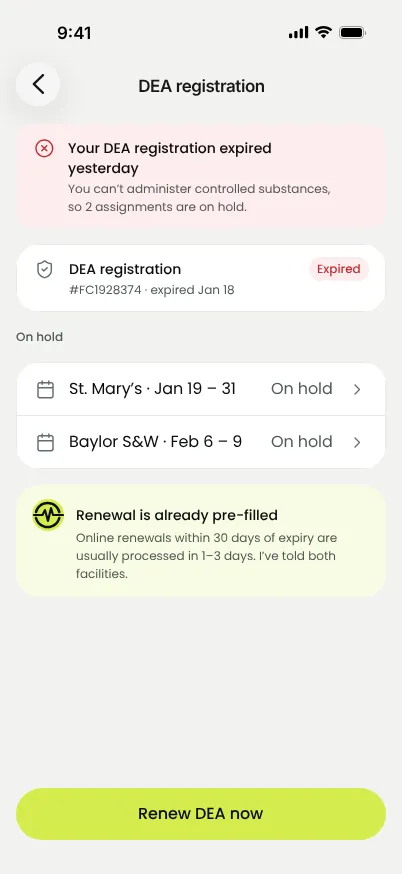 9:41
DEA registration
Your DEA registration expired
yesterday
You can’t administer controlled substances,
so 2 assignments are on hold.
DEA registration
Expired
#FC1928374 · expired Jan 18
On hold
St. Mary’s · Jan 19 – 31
On hold
Baylor S&W · Feb 6 – 9
On hold
Renewal is already pre-filled
Online renewals within 30 days of expiry are
usually processed in 1–3 days. I’ve told both
facilities.
Renew DEA now